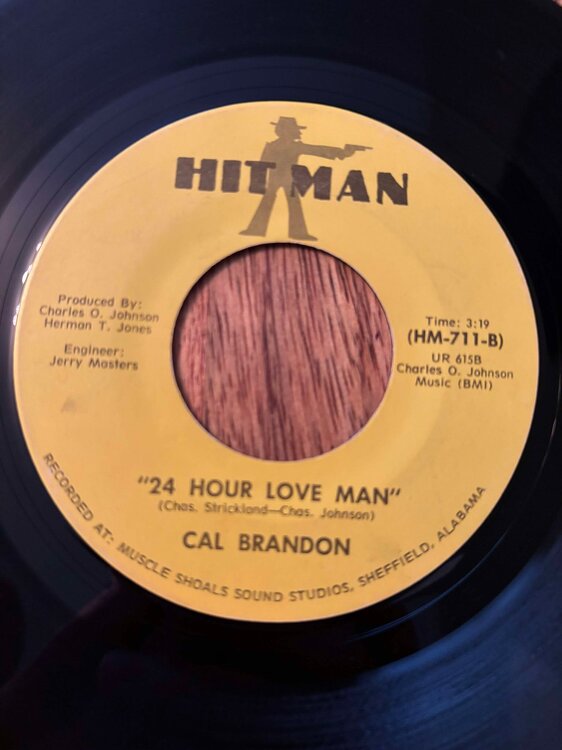 HIT MAN
Produced By:
Charles O. Johnson
Herman T. Jones
Engineer:
Jerry Masters
Time: 3:19
(HM-711-B)
UR 615B
Charles O. Johnson
Music (BMI)
"24 HOUR LOVE MAN"
(Chas. Strickland—Chas. Johnson)
CAL BRANDON
RECORDED AT: MUSCLE SHOALS SOUND STUDIOS, SHEFFIELD, ALABAMA